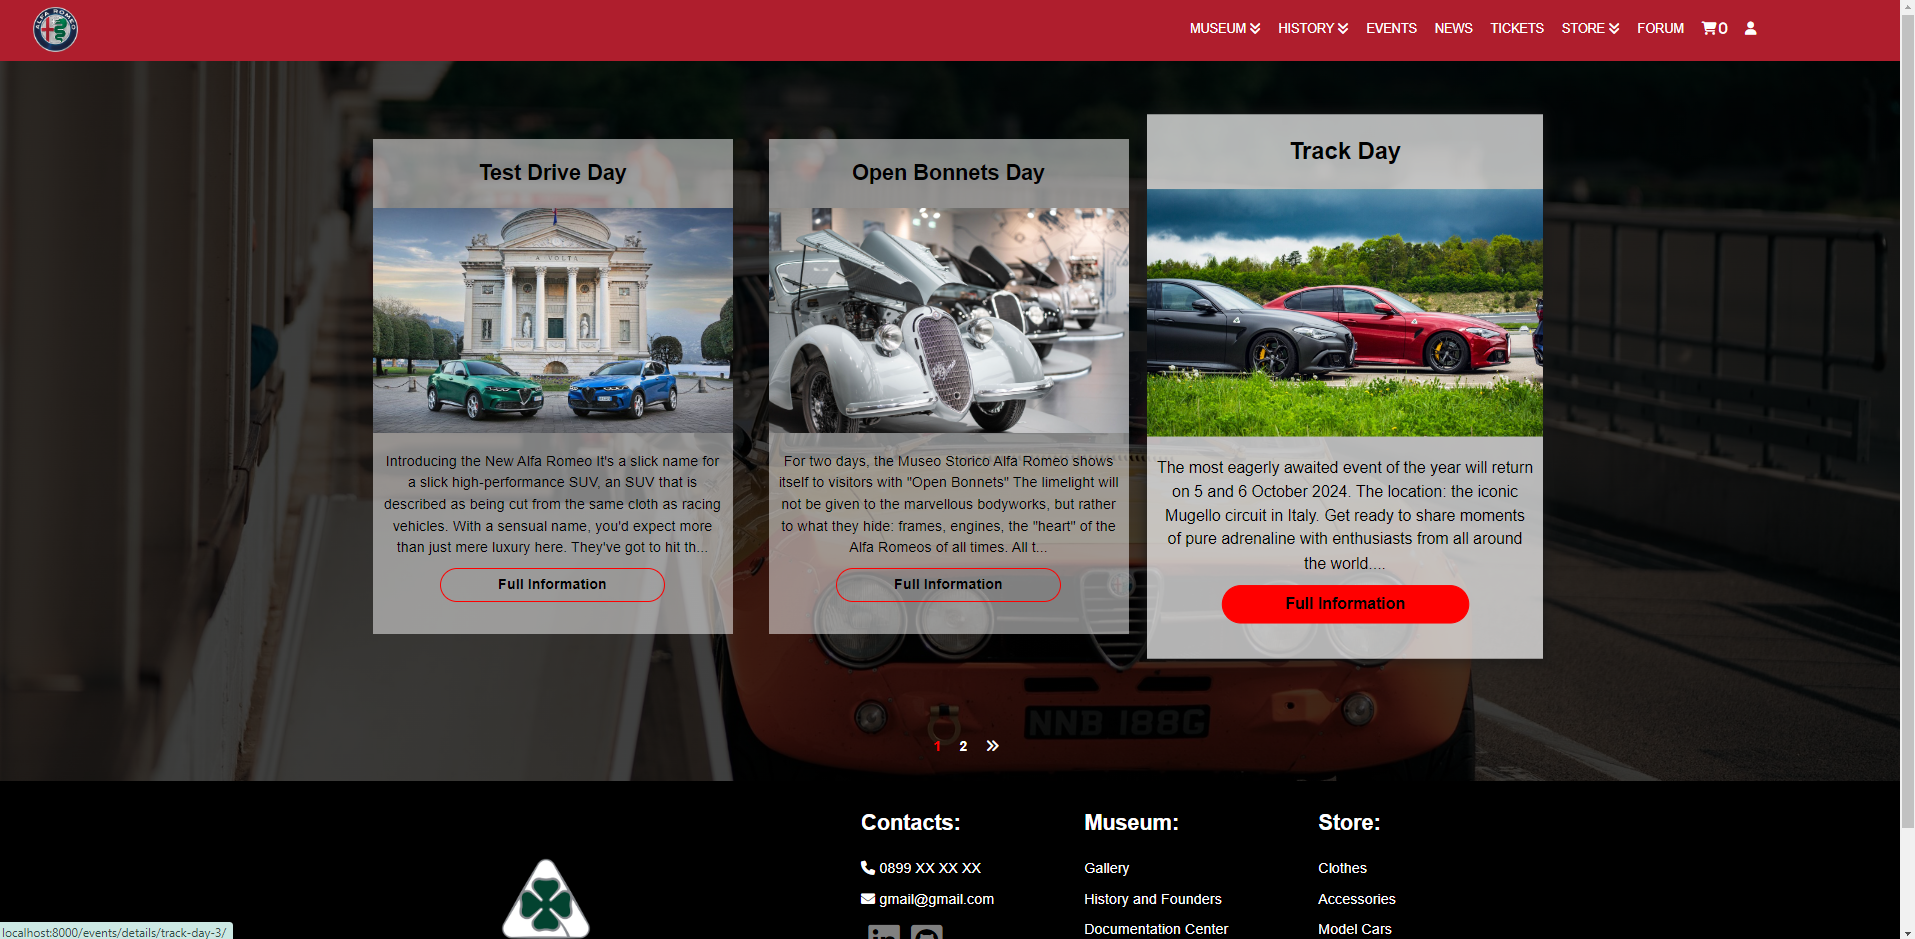 ALFA ROMEO
MUSEUM HISTORY EVENTS NEWS TICKETS STORE FORUM 0
Test Drive Day
A VOLTA
Introducing the New Alfa Romeo It's a slick name for
a slick high-performance SUV, an SUV that is
described as being cut from the same cloth as racing
vehicles. With a sensual name, you'd expect more
than just mere luxury here. They've got to hit th...
Full Information
Open Bonnets Day
For two days, the Museo Storico Alfa Romeo shows
itself to visitors with "Open Bonnets" The limelight will
not be given to the marvellous bodyworks, but rather
to what they hide: frames, engines, the "heart" of the
Alfa Romeos of all times. All t...
Full Information
Track Day
The most eagerly awaited event of the year will return
on 5 and 6 October 2024. The location: the iconic
Mugello circuit in Italy. Get ready to share moments
of pure adrenaline with enthusiasts from all around
the world....
Full Information
NNB 188G
1 2
Contacts:
0899 XX XX XX
gmail@gmail.com
Museum:
Gallery
History and Founders
Documentation Center
Store:
Clothes
Accessories
Model Cars
localhost:8000/events/details/track-day-3/